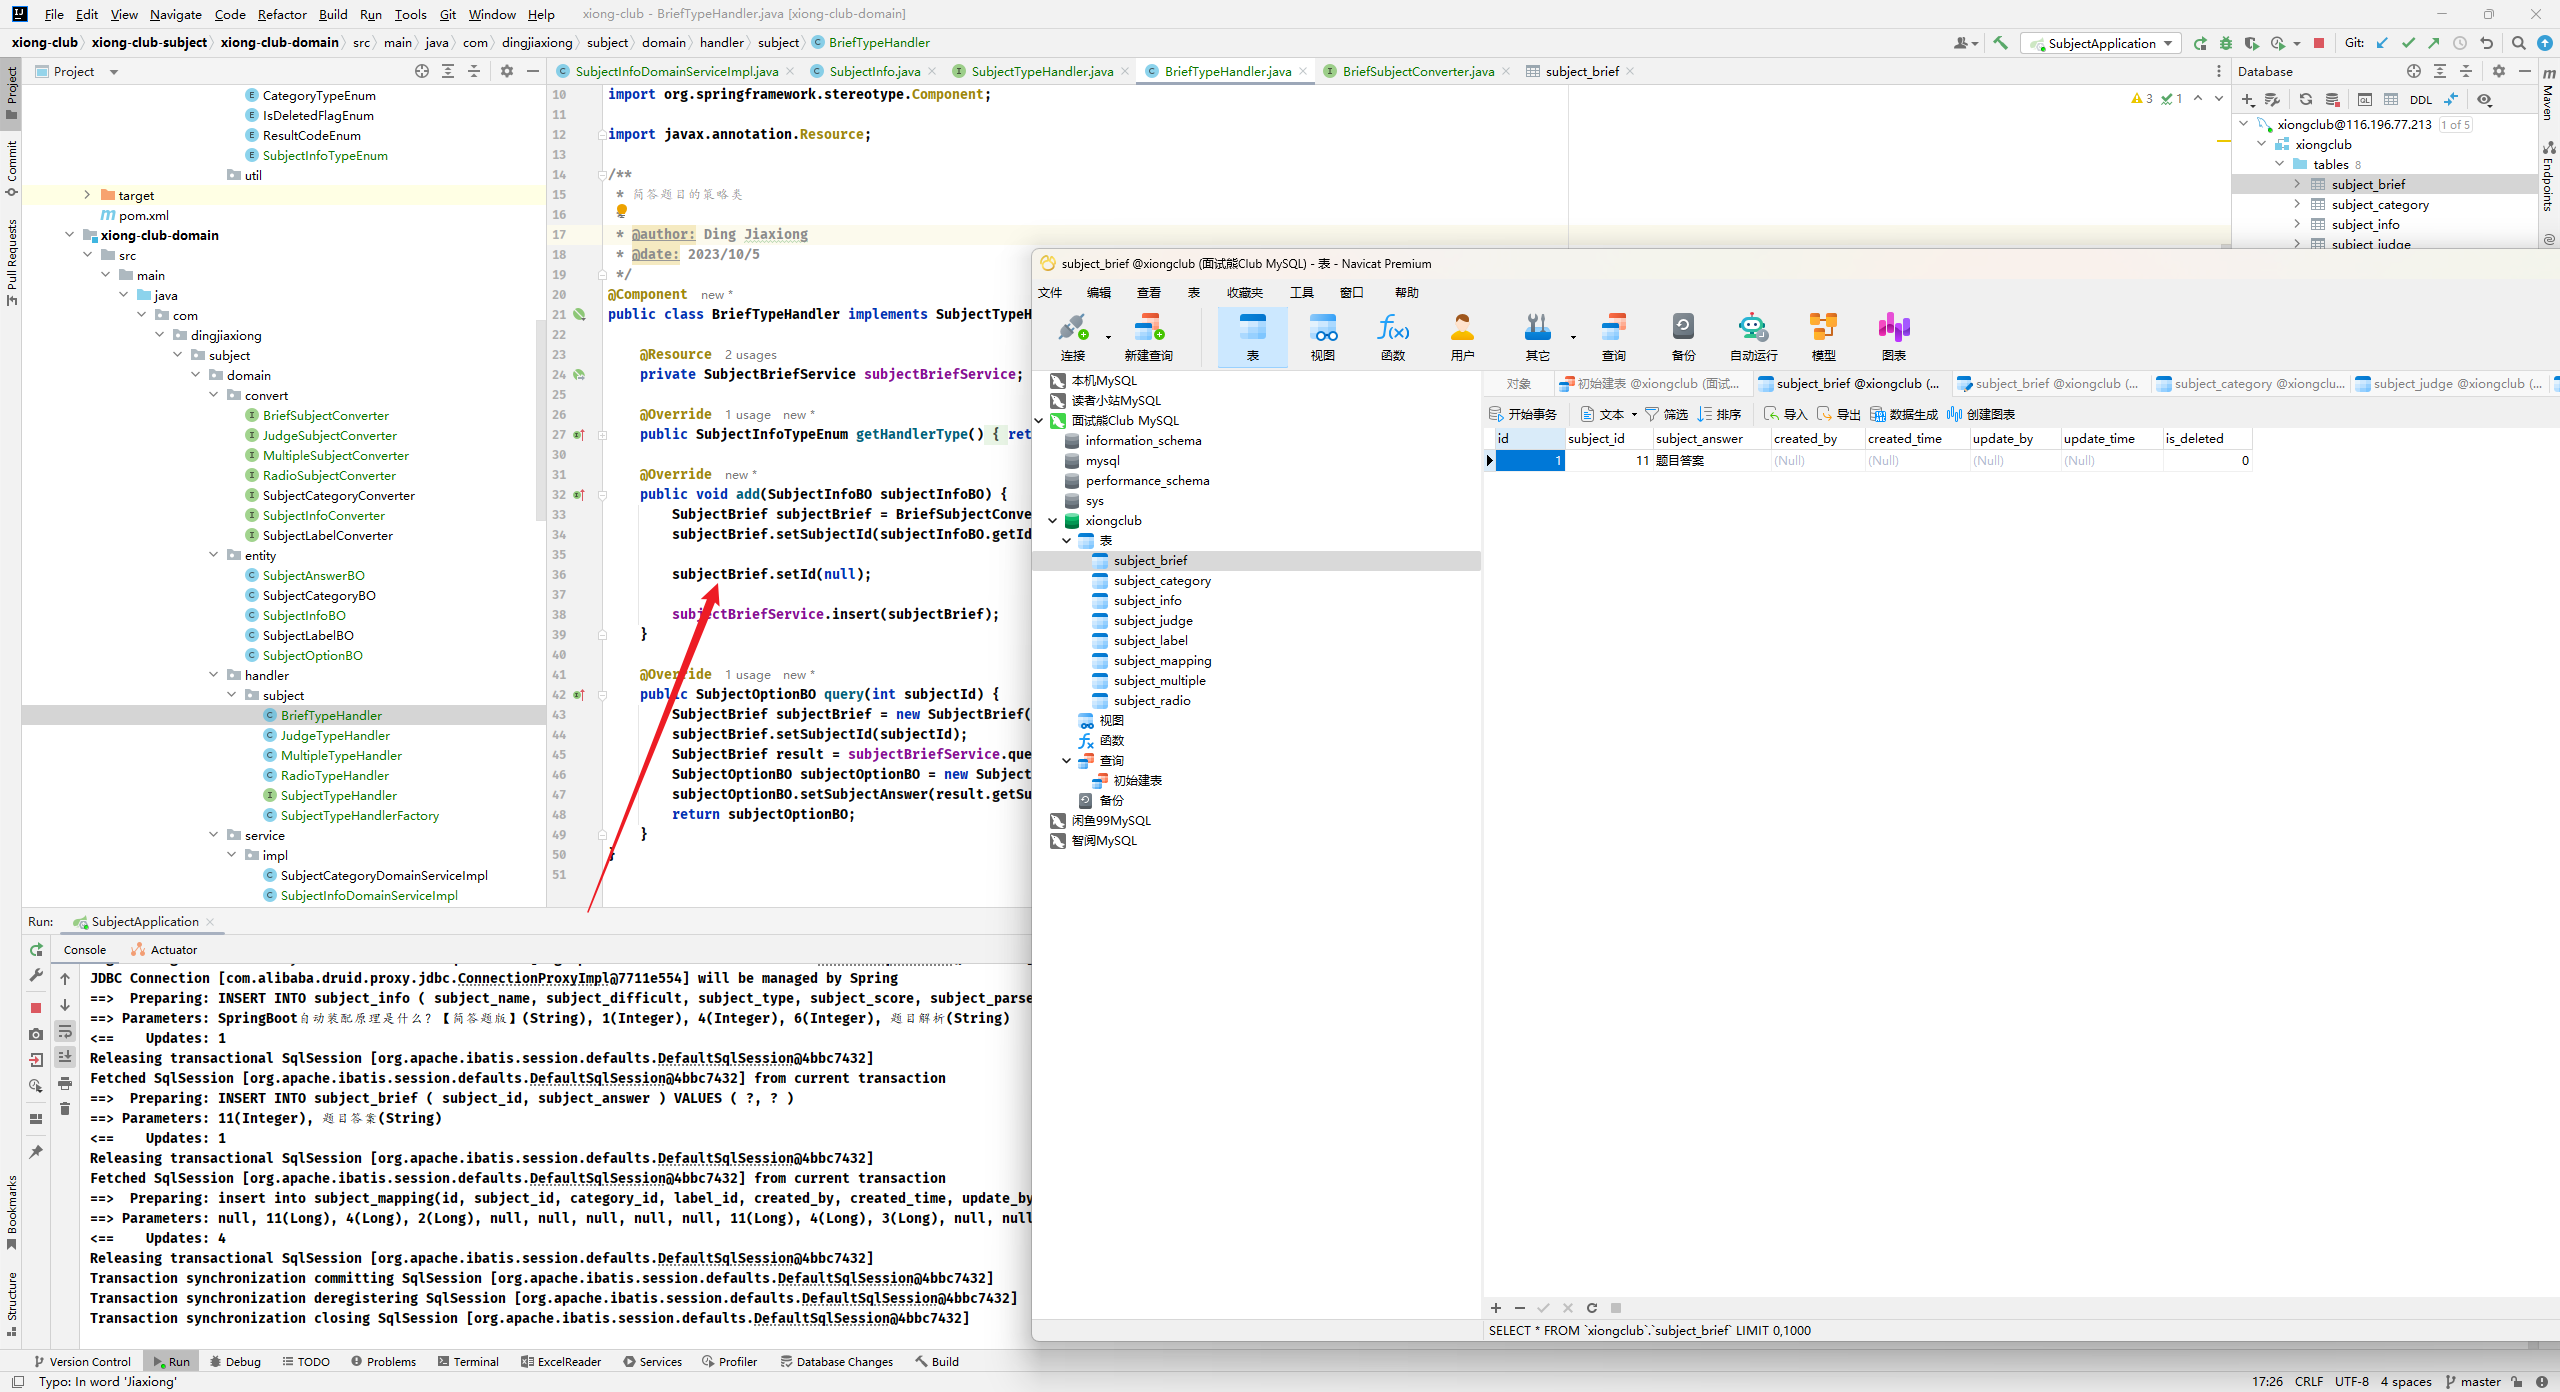 File Edit View Navigate Code Refactor Build Run Tools Git Window Help xiong-club - BriefTypeHandler.java [xiong-club-domain]
xiong-club xiong-club-subject xiong-club-domain src main java com dingjiaxiong subject domain handler subject BriefTypeHandler
SubjectApplication Git:
Project
SubjectInfoDomainServiceImpl.java SubjectInfo.java SubjectTypeHandler.java BriefTypeHandler.java BriefSubjectConverter.java subject_brief
Database
Project
Commit
Pull Requests
Bookmarks
Structure
CategoryTypeEnum
IsDeletedFlagEnum
ResultCodeEnum
SubjectInfoTypeEnum
util
target
pom.xml
xiong-club-domain
src
main
java
com
dingjiaxiong
subject
domain
convert
BriefSubjectConverter
JudgeSubjectConverter
MultipleSubjectConverter
RadioSubjectConverter
SubjectCategoryConverter
SubjectInfoConverter
SubjectLabelConverter
entity
SubjectAnswerBO
SubjectCategoryBO
SubjectInfoBO
SubjectLabelBO
SubjectOptionBO
handler
subject
BriefTypeHandler
JudgeTypeHandler
MultipleTypeHandler
RadioTypeHandler
SubjectTypeHandler
SubjectTypeHandlerFactory
service
impl
SubjectCategoryDomainServiceImpl
SubjectInfoDomainServiceImpl
10 import org.springframework.stereotype.Component;
11
12 import javax.annotation.Resource;
13
14 /**
15 * 简答题目的策略类
16
17 * @author: Ding Jiaxiong
18 * @date: 2023/10/5
19 */
20 @Component new *
21 public class BriefTypeHandler implements SubjectTypeH
22
23 @Resource 2 usages
24 private SubjectBriefService subjectBriefService;
25
26 @Override 1 usage new *
27 public SubjectInfoTypeEnum getHandlerType() { ret
30
31 @Override new *
32 public void add(SubjectInfoBO subjectInfoBO) {
33 SubjectBrief subjectBrief = BriefSubjectConve
34 subjectBrief.setSubjectId(subjectInfoBO.getId
35
36 subjectBrief.setId(null);
37
38 subjectBriefService.insert(subjectBrief);
39 }
40
41 @Override 1 usage new *
42 public SubjectOptionBO query(int subjectId) {
43 SubjectBrief subjectBrief = new SubjectBrief(
44 subjectBrief.setSubjectId(subjectId);
45 SubjectBrief result = subjectBriefService.que
46 SubjectOptionBO subjectOptionBO = new Subject
47 subjectOptionBO.setSubjectAnswer(result.getSu
48 return subjectOptionBO;
49 }
50 }
51
3 1
DDL
xiongclub@116.196.77.213 1 of 5
xiongclub
tables 8
subject_brief
subject_category
subject_info
subject_judge
Maven
Endpoints
subject_brief @xiongclub (面试熊Club MySQL) - 表 - Navicat Premium
文件 编辑 查看 表 收藏夹 工具 窗口 帮助
连接 新建查询 表 视图 函数 用户 其它 查询 备份 自动运行 模型 图表
本机MySQL
读者小站MySQL
面试熊Club MySQL
information_schema
mysql
performance_schema
sys
xiongclub
表
subject_brief
subject_category
subject_info
subject_judge
subject_label
subject_mapping
subject_multiple
subject_radio
视图
函数
查询
初始建表
备份
闲鱼99MySQL
智阅MySQL
对象 初始建表 @xiongclub (面试... subject_brief @xiongclub (... subject_brief @xiongclub (... subject_category @xiongclu... subject_judge @xiongclub (...
开始事务 文本 筛选 排序 导入 导出 数据生成 创建图表
id subject_id subject_answer created_by created_time update_by update_time is_deleted
1 11 题目答案 (Null) (Null) (Null) (Null) 0
SELECT * FROM `xiongclub`.`subject_brief` LIMIT 0,1000
Run: SubjectApplication
Console Actuator
JDBC Connection [com.alibaba.druid.proxy.jdbc.ConnectionProxyImpl@7711e554] will be managed by Spring
==> Preparing: INSERT INTO subject_info ( subject_name, subject_difficult, subject_type, subject_score, subject_parse
==> Parameters: SpringBoot自动装配原理是什么？【简答题版】(String), 1(Integer), 4(Integer), 6(Integer), 题目解析(String)
<== Updates: 1
Releasing transactional SqlSession [org.apache.ibatis.session.defaults.DefaultSqlSession@4bbc7432]
Fetched SqlSession [org.apache.ibatis.session.defaults.DefaultSqlSession@4bbc7432] from current transaction
==> Preparing: INSERT INTO subject_brief ( subject_id, subject_answer ) VALUES ( ?, ? )
==> Parameters: 11(Integer), 题目答案(String)
<== Updates: 1
Releasing transactional SqlSession [org.apache.ibatis.session.defaults.DefaultSqlSession@4bbc7432]
Fetched SqlSession [org.apache.ibatis.session.defaults.DefaultSqlSession@4bbc7432] from current transaction
==> Preparing: insert into subject_mapping(id, subject_id, category_id, label_id, created_by, created_time, update_by
==> Parameters: null, 11(Long), 4(Long), 2(Long), null, null, null, null, null, 11(Long), 4(Long), 3(Long), null, null
<== Updates: 4
Releasing transactional SqlSession [org.apache.ibatis.session.defaults.DefaultSqlSession@4bbc7432]
Transaction synchronization committing SqlSession [org.apache.ibatis.session.defaults.DefaultSqlSession@4bbc7432]
Transaction synchronization deregistering SqlSession [org.apache.ibatis.session.defaults.DefaultSqlSession@4bbc7432]
Transaction synchronization closing SqlSession [org.apache.ibatis.session.defaults.DefaultSqlSession@4bbc7432]
Version Control Run Debug TODO Problems Terminal ExcelReader Services Profiler Database Changes Build
Typo: In word 'Jiaxiong' 17:26 CRLF UTF-8 4 spaces master